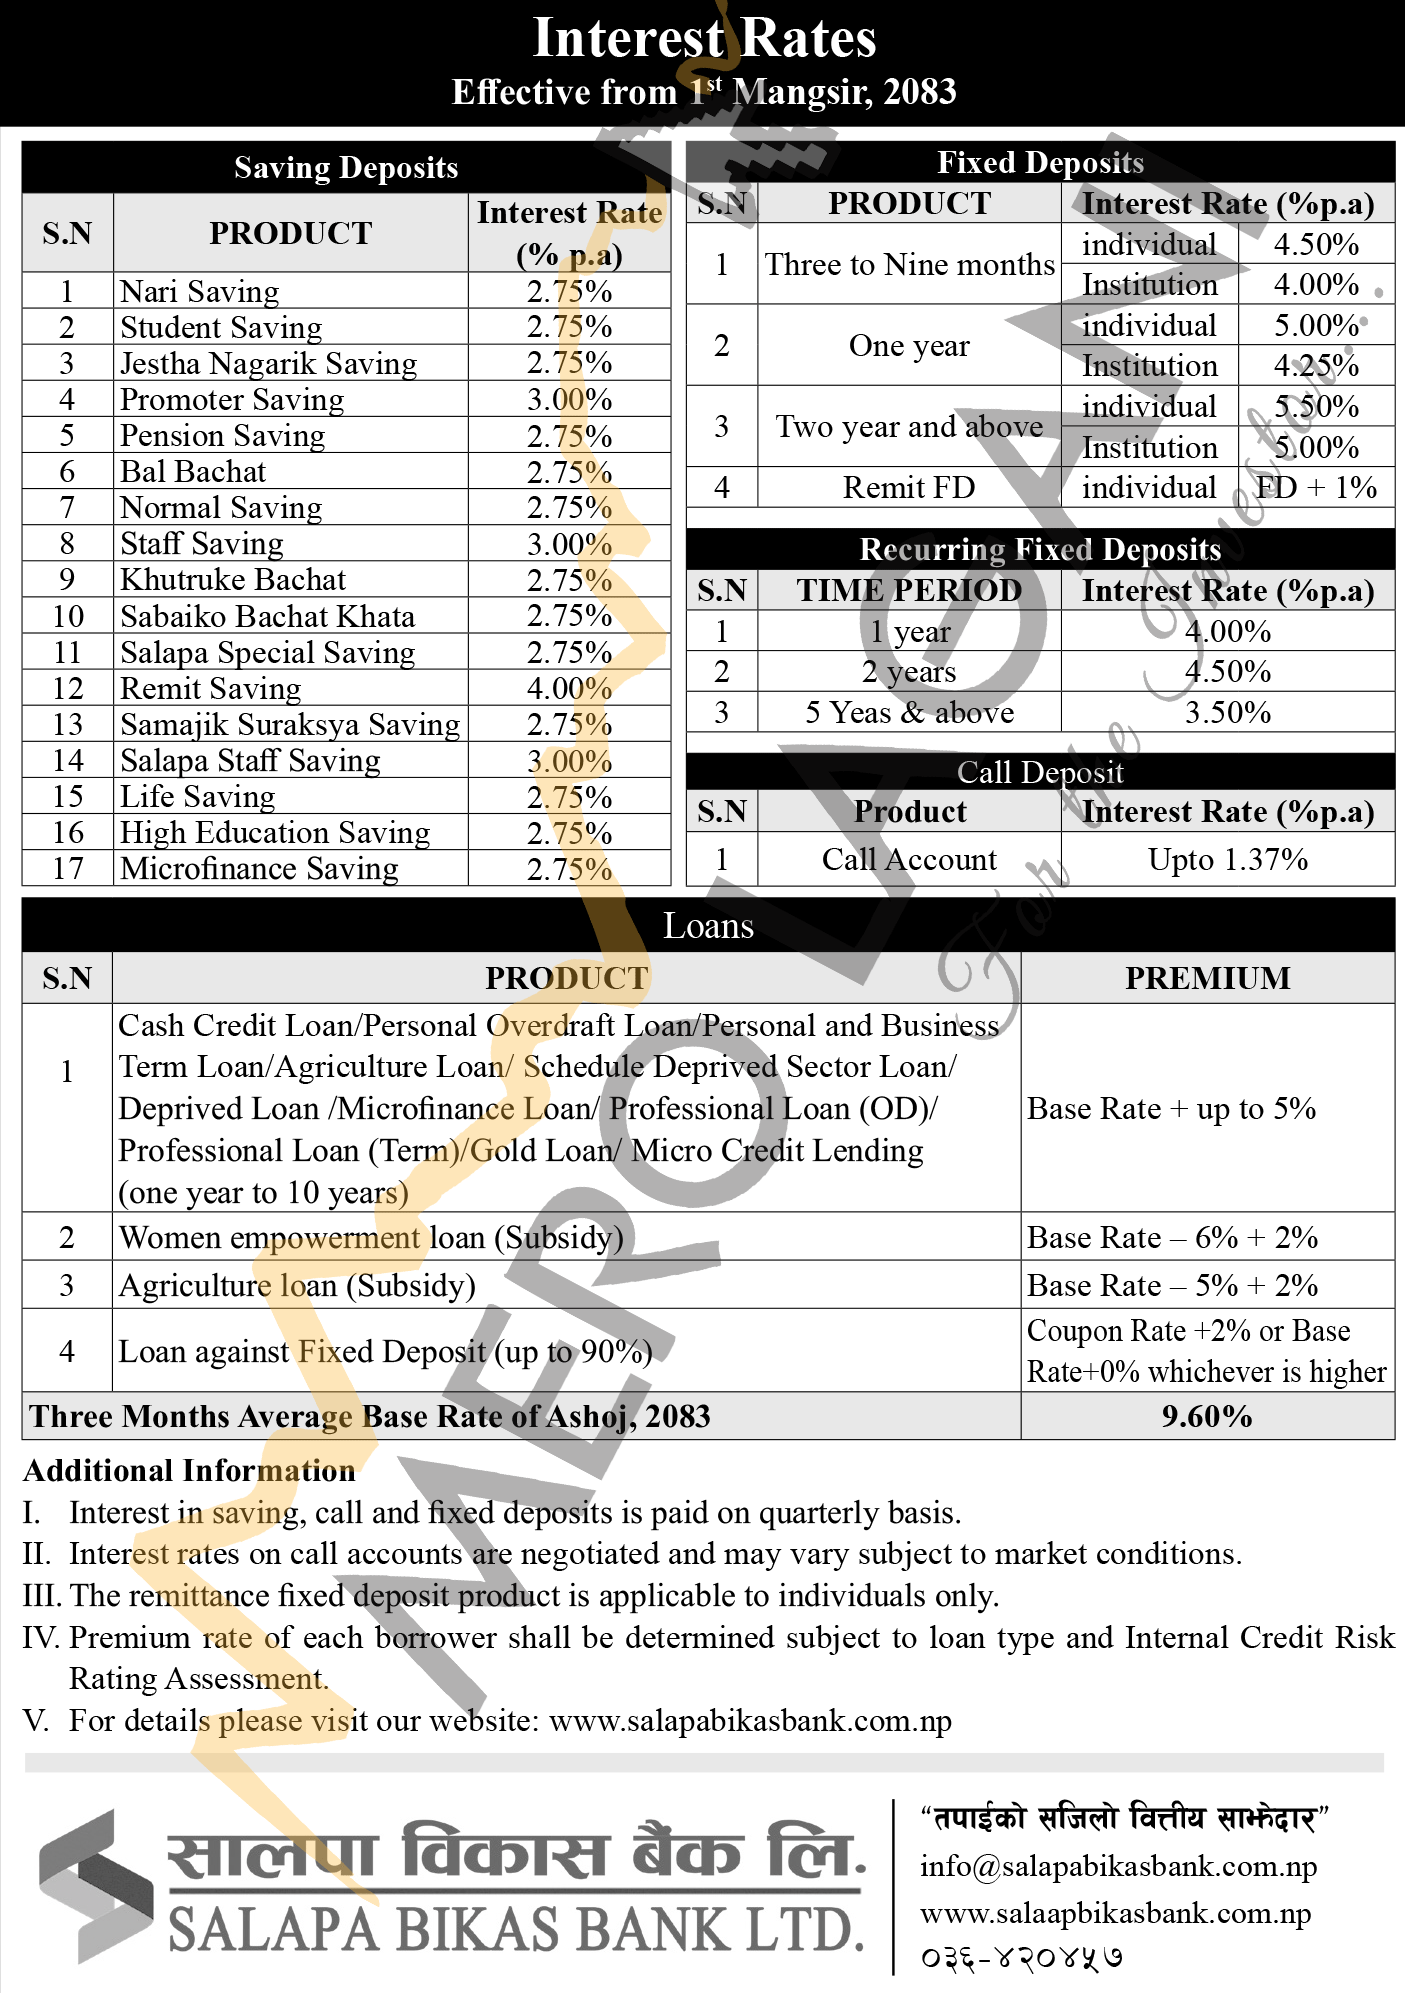 Interest Rates
Effective from 1st Mangsir, 2083
Saving Deposits
S.N PRODUCT Interest Rate (% p.a)
1 Nari Saving 2.75%
2 Student Saving 2.75%
3 Jestha Nagarik Saving 2.75%
4 Promoter Saving 3.00%
5 Pension Saving 2.75%
6 Bal Bachat 2.75%
7 Normal Saving 2.75%
8 Staff Saving 3.00%
9 Khutruke Bachat 2.75%
10 Sabaiko Bachat Khata 2.75%
11 Salapa Special Saving 2.75%
12 Remit Saving 4.00%
13 Samajik Suraksya Saving 2.75%
14 Salapa Staff Saving 3.00%
15 Life Saving 2.75%
16 High Education Saving 2.75%
17 Microfinance Saving 2.75%
Fixed Deposits
S.N PRODUCT Interest Rate (%p.a)
1 Three to Nine months individual 4.50%
Institution 4.00%
2 One year individual 5.00%
Institution 4.25%
3 Two year and above individual 5.50%
Institution 5.00%
4 Remit FD individual FD + 1%
Recurring Fixed Deposits
S.N TIME PERIOD Interest Rate (%p.a)
1 1 year 4.00%
2 2 years 4.50%
3 5 Yeas & above 3.50%
Call Deposit
S.N Product Interest Rate (%p.a)
1 Call Account Upto 1.37%
Loans
S.N PRODUCT PREMIUM
1 Cash Credit Loan/Personal Overdraft Loan/Personal and Business
Term Loan/Agriculture Loan/ Schedule Deprived Sector Loan/
Deprived Loan /Microfinance Loan/ Professional Loan (OD)/
Professional Loan (Term)/Gold Loan/ Micro Credit Lending
(one year to 10 years)
Base Rate + up to 5%
2 Women empowerment loan (Subsidy) Base Rate – 6% + 2%
3 Agriculture loan (Subsidy) Base Rate – 5% + 2%
4 Loan against Fixed Deposit (up to 90%) Coupon Rate +2% or Base
Rate+0% whichever is higher
Three Months Average Base Rate of Ashoj, 2083 9.60%
Additional Information
I. Interest in saving, call and fixed deposits is paid on quarterly basis.
II. Interest rates on call accounts are negotiated and may vary subject to market conditions.
III. The remittance fixed deposit product is applicable to individuals only.
IV. Premium rate of each borrower shall be determined subject to loan type and Internal Credit Risk
Rating Assessment.
V. For details please visit our website: www.salapabikasbank.com.np
सालपा विकास बैंक लि.
SALAPA BIKAS BANK LTD.
“तपाईको सजिलो वित्तीय साझेदार”
info@salapabikasbank.com.np
www.salaapbikasbank.com.np
०३६-४२०४५७
MERO LAGANI
For the Investor...